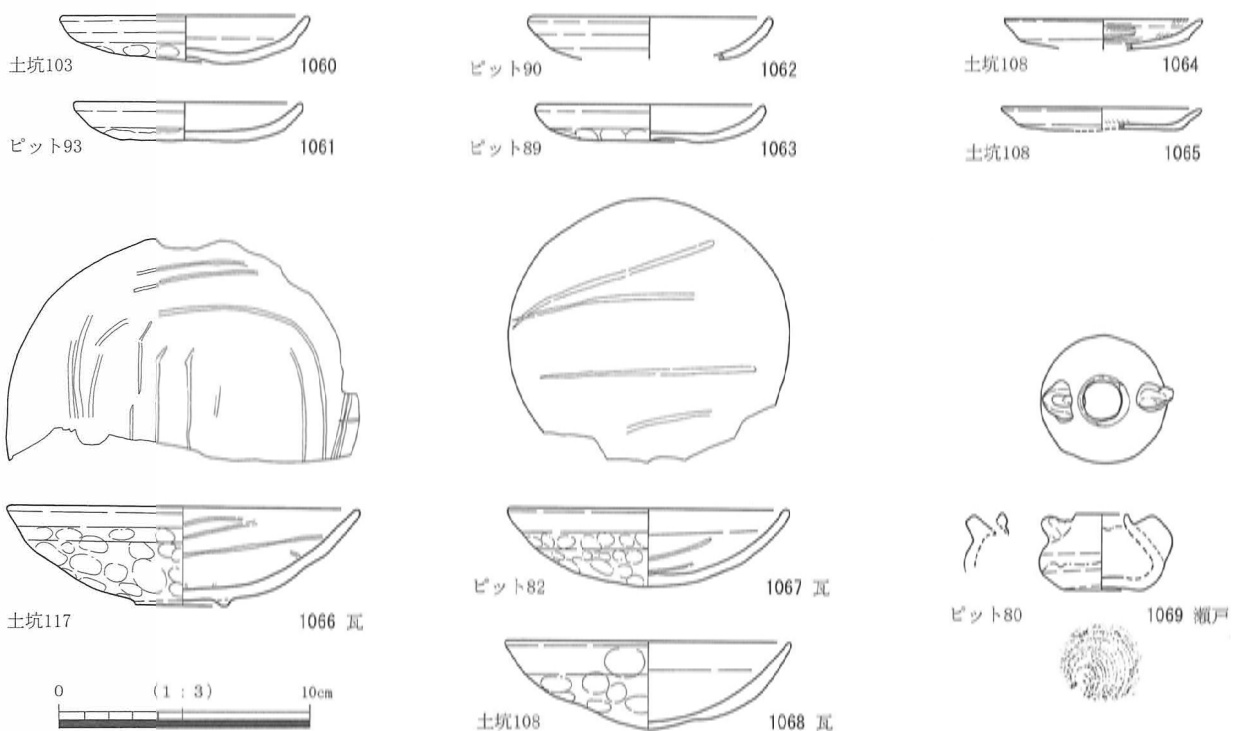 土坑103 1060
ピット90 1062
土坑108 1064
ピット93 1061
ピット89 1063
土坑108 1065
土坑117 1066 瓦
ピット82 1067 瓦
ピット80 1069 瀬戸
土坑108 1068 瓦
0 (1：3) 10cm